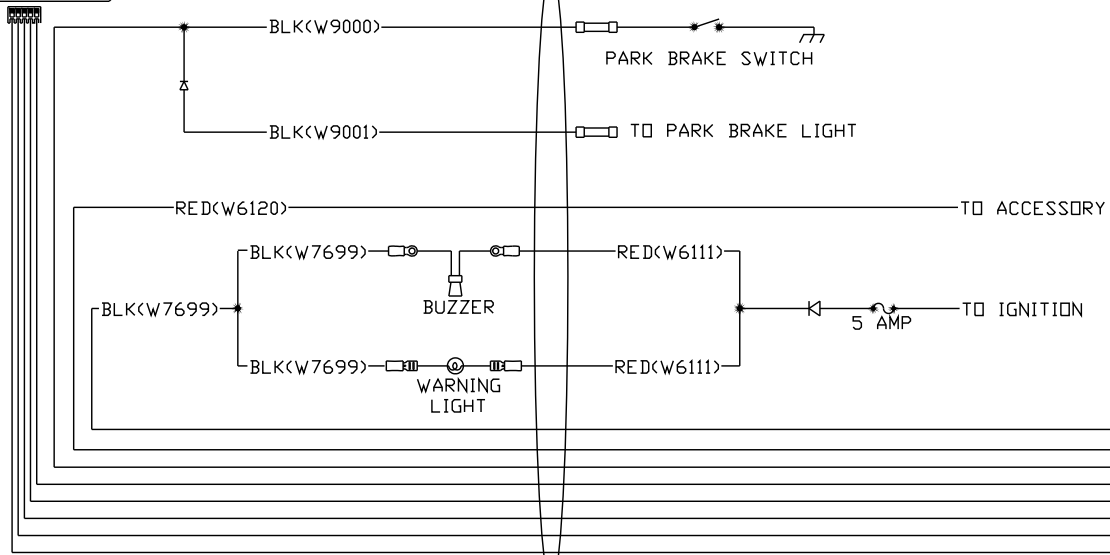 BLK(W9000)
PARK BRAKE SWITCH
BLK(W9001)
TO PARK BRAKE LIGHT
RED(W6120)
TO ACCESSORY
BLK(W7699)
RED(W6111)
BUZZER
BLK(W7699)
TO IGNITION
5 AMP
BLK(W7699)
RED(W6111)
WARNING
LIGHT